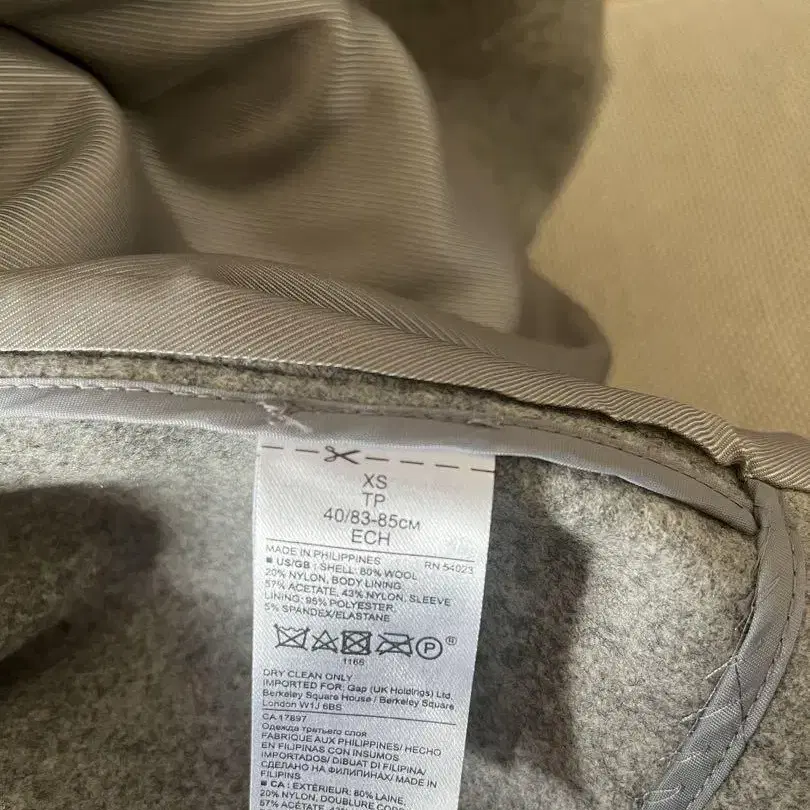 XS
TP
40/83-85см
ECH
MADE IN PHILIPPINES RN 54023
■ US/GB : SHELL: 80% WOOL
20% NYLON, BODY LINING:
57% ACETATE, 43% NYLON, SLEEVE
LINING: 95% POLYESTER,
5% SPANDEX/ELASTANE
P ®
1166
DRY CLEAN ONLY
IMPORTED FOR: Gap (UK Holdings) Ltd.
Berkeley Square House / Berkeley Square
London W1J 6BS
CA 17897
Одежда третьего слоя
FABRIQUE AUX PHILIPPINES/ HECHO
EN FILIPINAS CON INSUMOS
IMPORTADOS/ DIBUAT DI FILIPINA/
СДЕЛАНО НА ФИЛИПИНАХ/ MADE IN
FILIPINS
■ CA : EXTÉRIEUR: 80% LAINE,
20% NYLON, DOUBLURE CORP
57% ACÉTATE, 43%